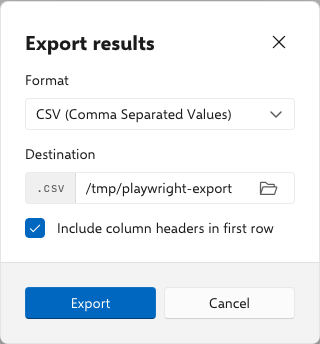 Export results
Format
CSV (Comma Separated Values)
Destination
.CSV /tmp/playwright-export
Include column headers in first row
Export Cancel